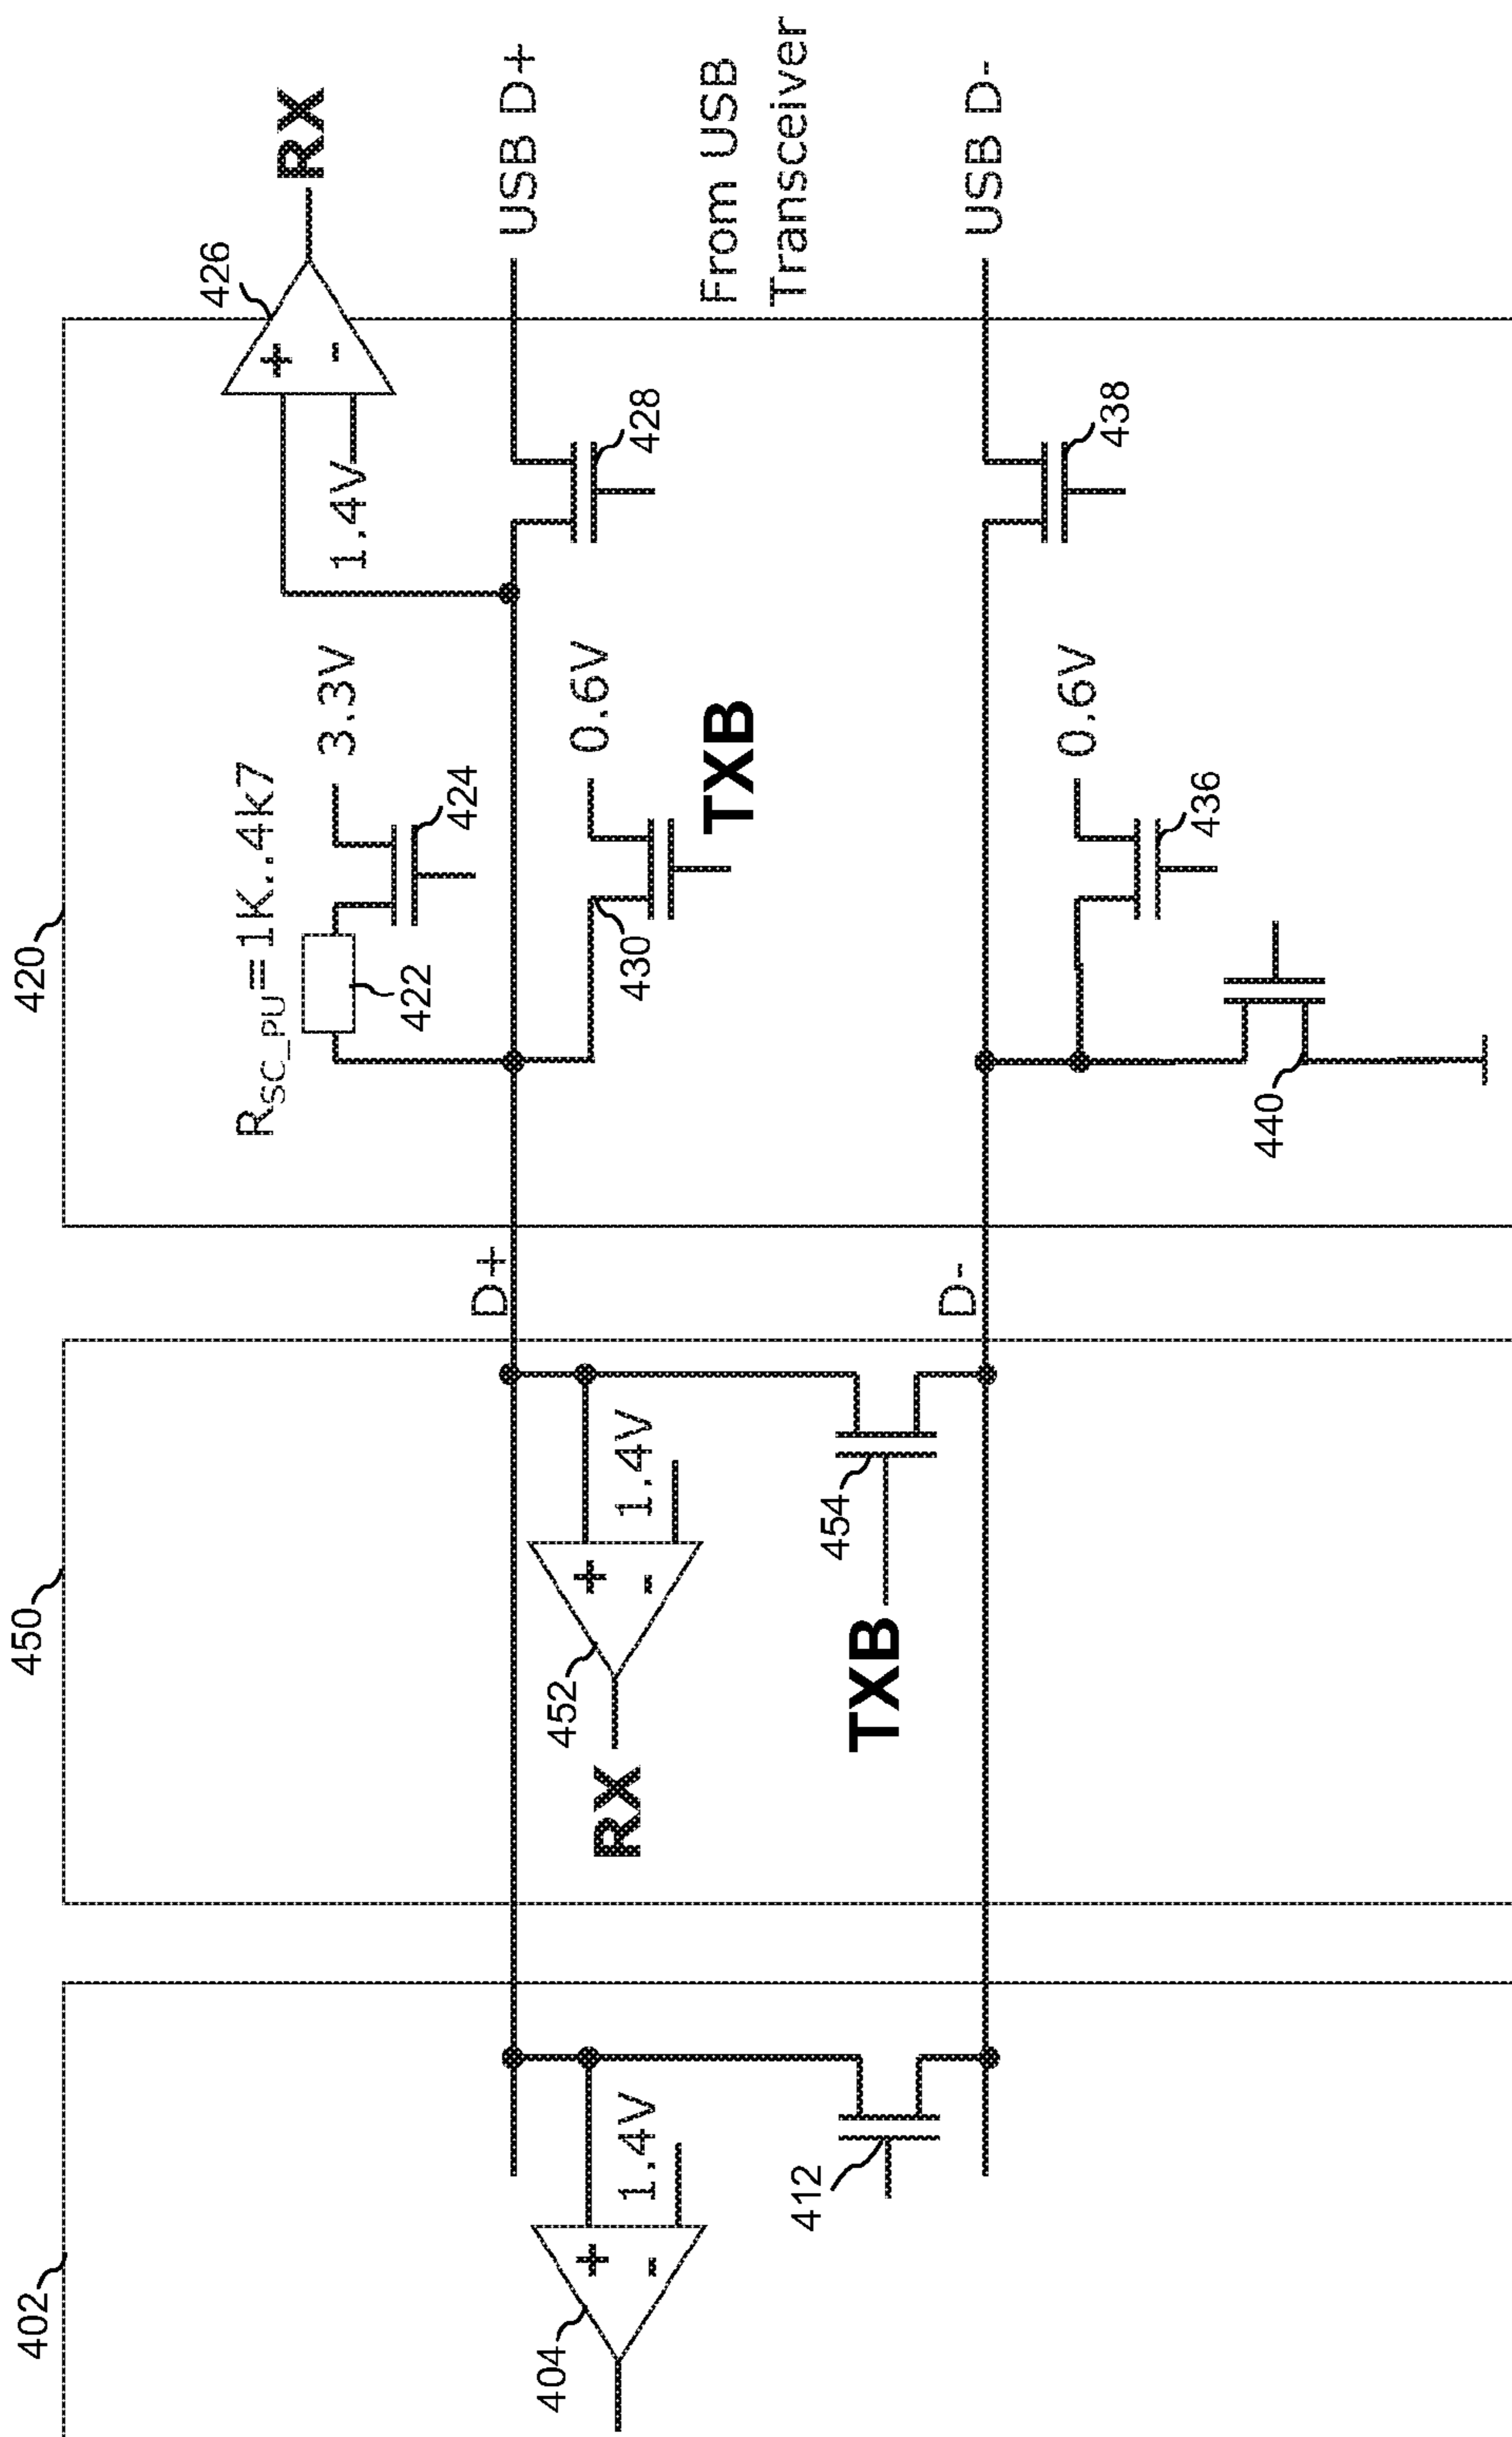 402
450
420
426
R_SC_PU=1K..4k7
RX
3.3V
1.4V
422
424
D+
USB D+
404
452
0.6V
RX
1.4V
1.4V
430
428
From USB
Transceiver
TXB
412
454
TXB
D-
USB D-
0.6V
438
436
440
+
-
+
-
+
-